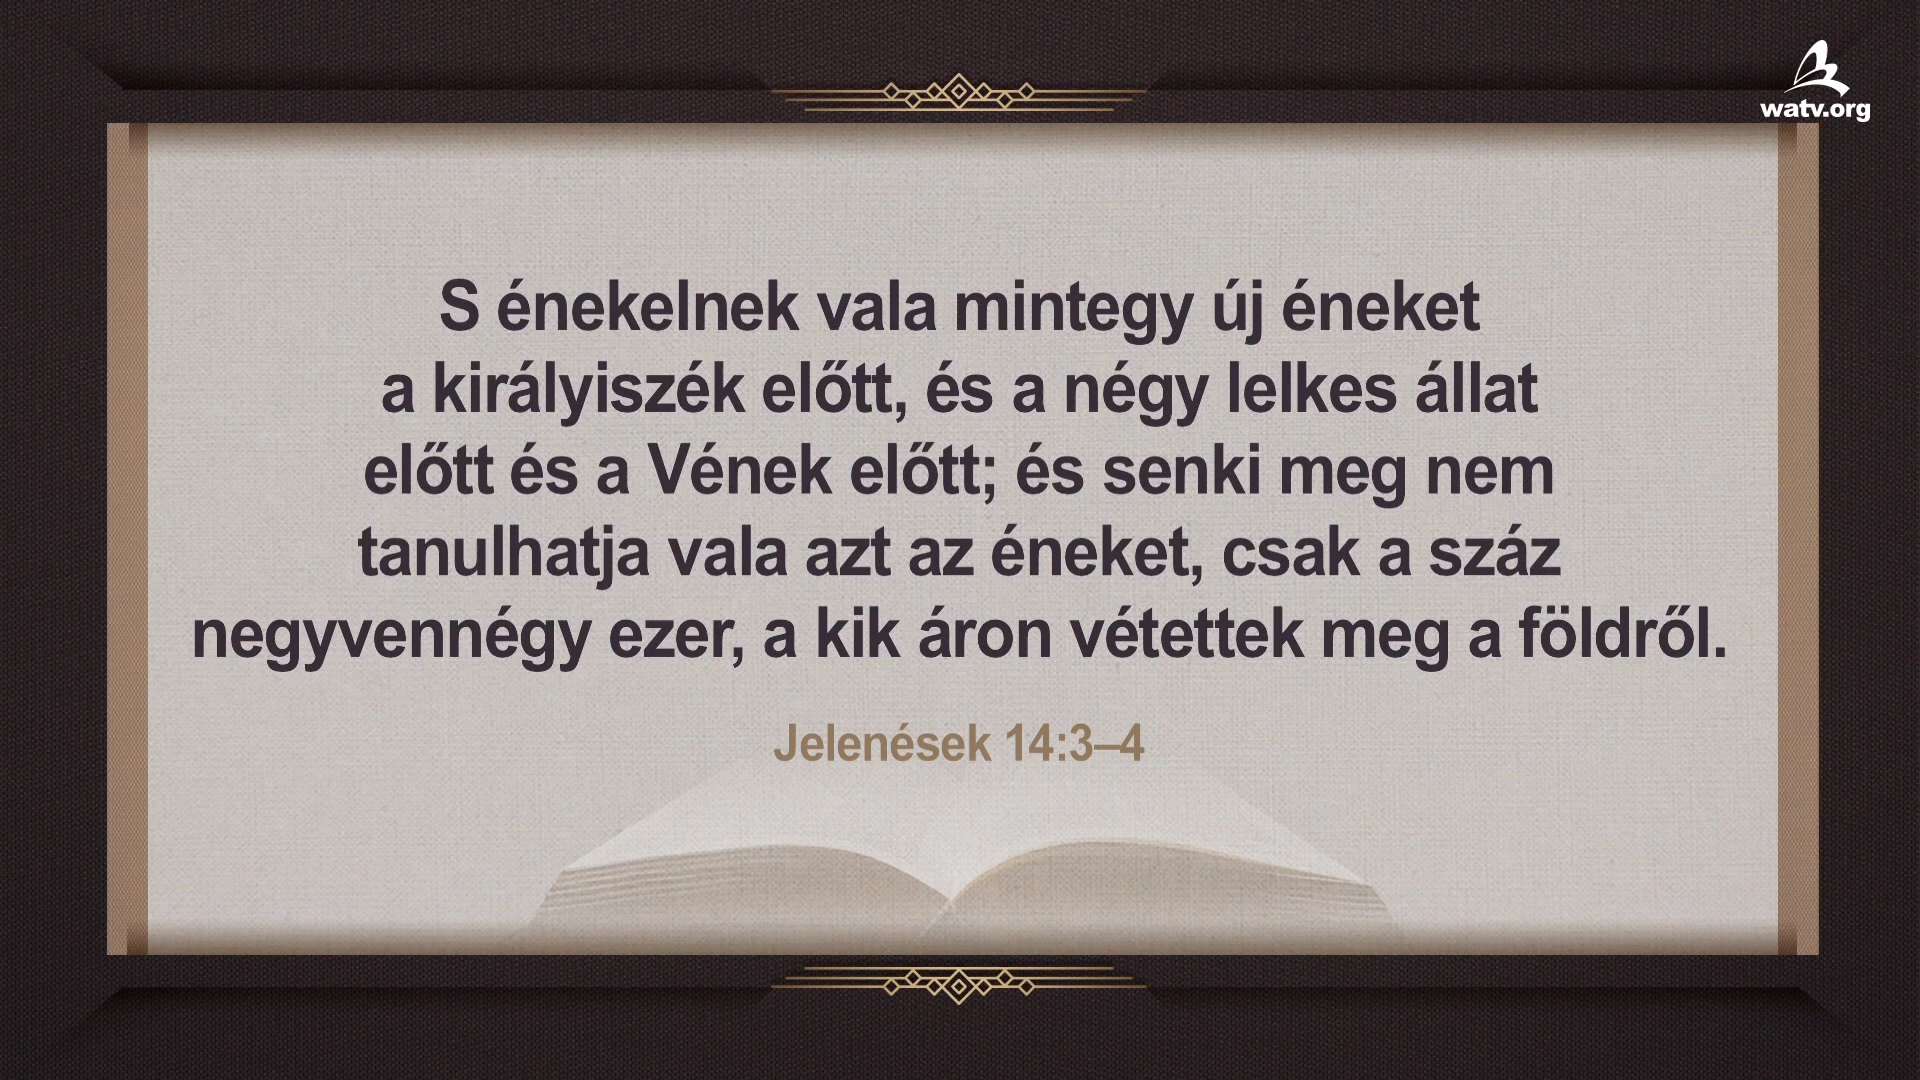 watv.org
S énekelnek vala mintegy új éneket
a királyiszék előtt, és a négy lelkes állat
előtt és a Vének előtt; és senki meg nem
tanulhatja vala azt az éneket, csak a száz
negyvennégy ezer, a kik áron vétettek meg a földről.
Jelenések 14:3–4